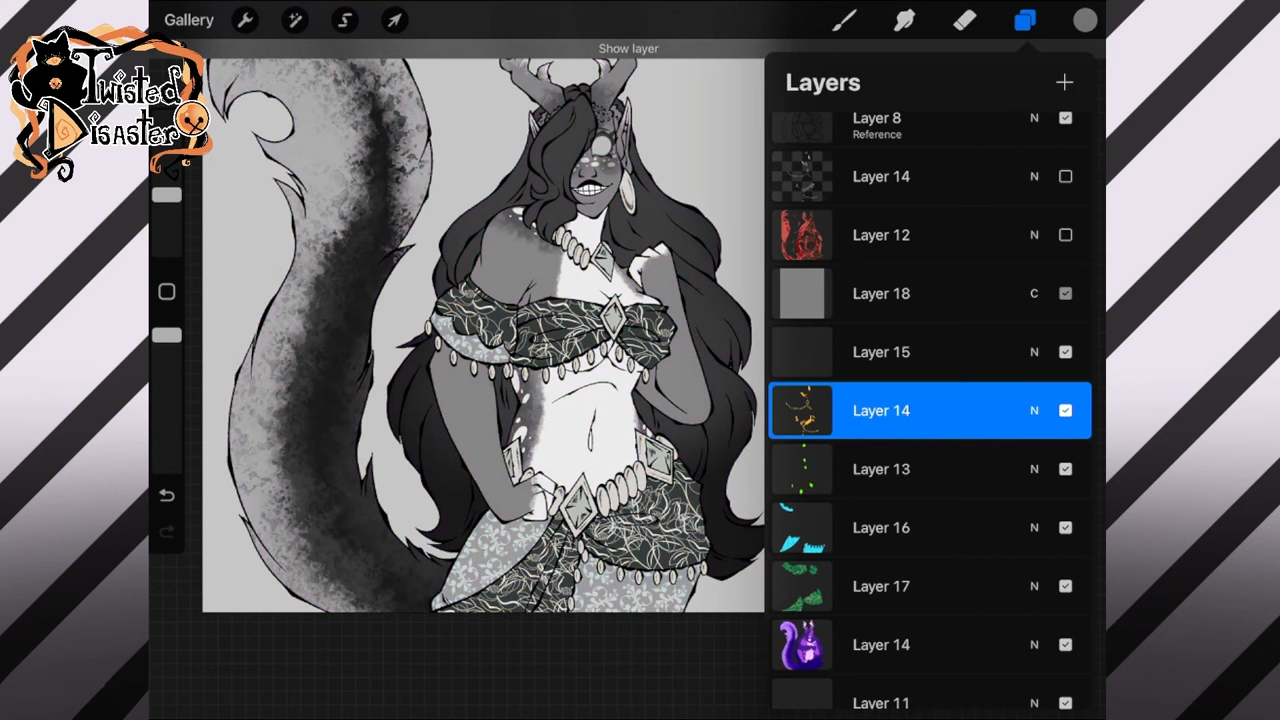 Gallery
Show layer
Twisted
Disaster
Layers
Layer 8 N
Reference
Layer 14 N
Layer 12 N
Layer 18 C
Layer 15 N
Layer 14 N
Layer 13 N
Layer 16 N
Layer 17 N
Layer 14 N
Layer 11 N